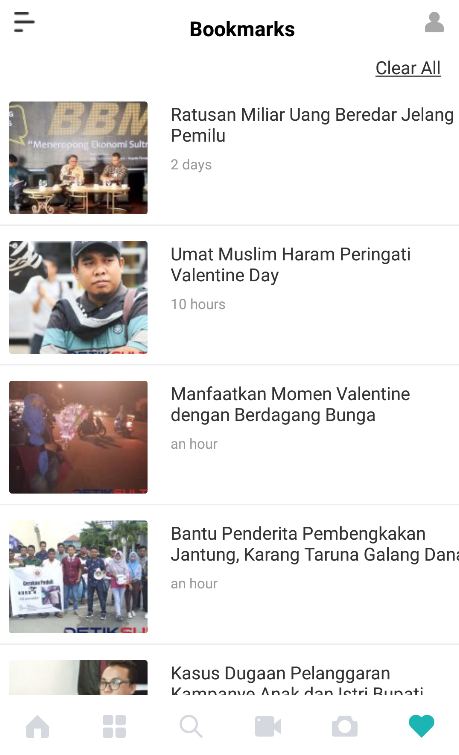 Bookmarks
Clear All
BBM
"Meneropong Ekonomi Sultr
Ratusan Miliar Uang Beredar Jelang
Pemilu
2 days
Umat Muslim Haram Peringati
Valentine Day
10 hours
Manfaatkan Momen Valentine
dengan Berdagang Bunga
an hour
Bantu Penderita Pembengkakan
Jantung, Karang Taruna Galang Dana
an hour
Kasus Dugaan Pelanggaran
Kampanye Anak dan Istri Bupati